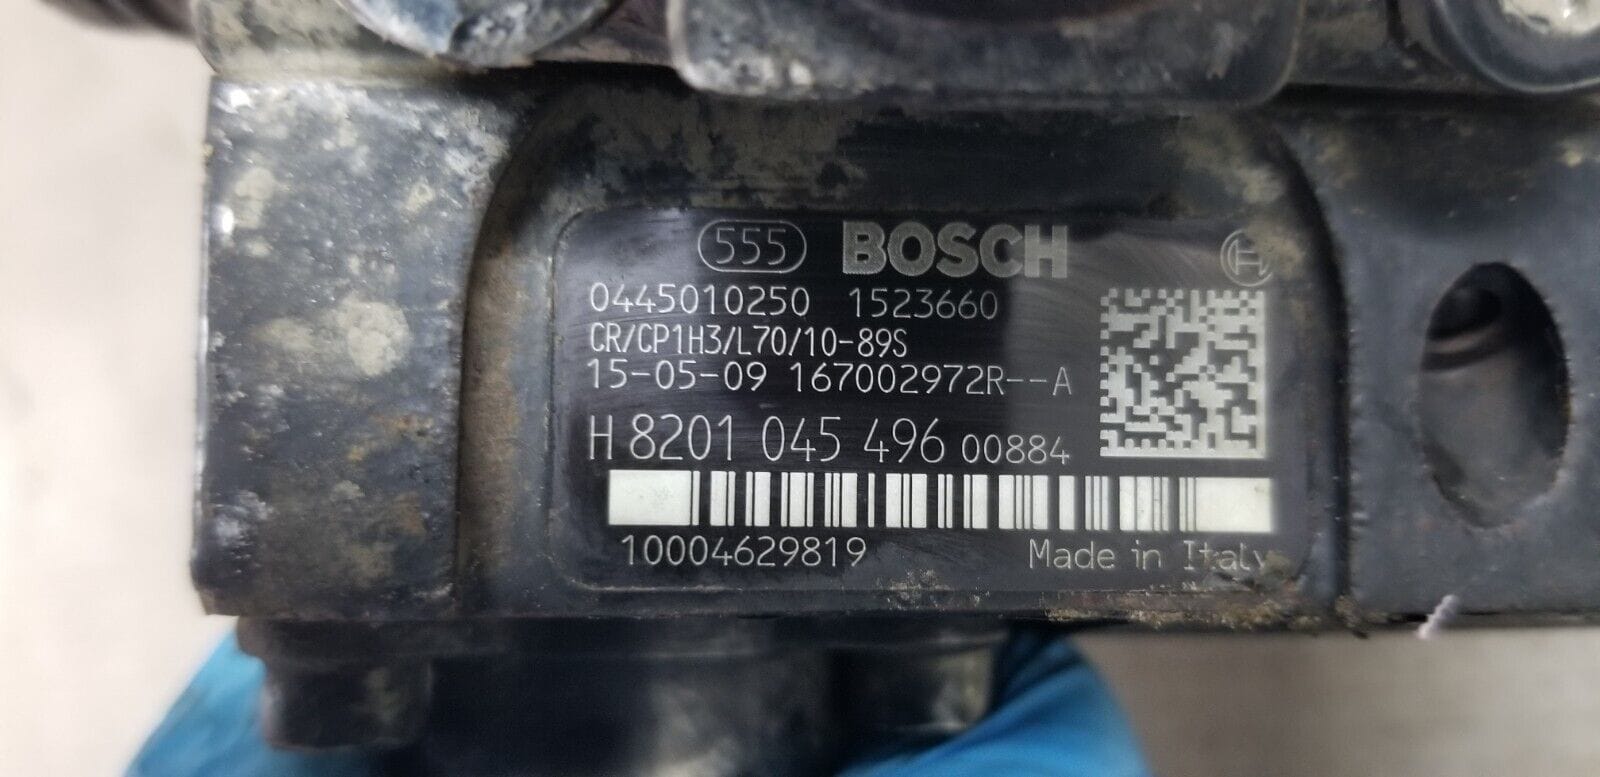 555 BOSCH
0445010250 1523660
CR/CP1H3/L70/10-89S
15-05-09 167002972R--A
H 8201 045 496 00884
10004629819 Made in Italy